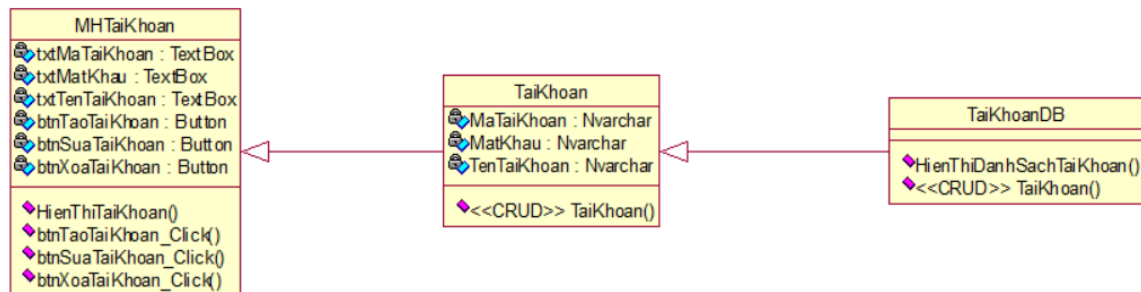 MHTaiKhoan
txtMaTaiKhoan : TextBox
txtMatKhau : TextBox
txtTenTaiKhoan : TextBox
btnTaoTaiKhoan : Button
btnSuaTaiKhoan : Button
btnXoaTaiKhoan : Button
HienThiTaiKhoan()
btnTaoTaiKhoan_Click()
btnSuaTaiKhoan_Click()
btnXoaTaiKhoan_Click()
TaiKhoan
MaTaiKhoan : Nvarchar
MatKhau : Nvarchar
TenTaiKhoan : Nvarchar
<<CRUD>> TaiKhoan()
TaiKhoanDB
HienThiDanhSachTaiKhoan()
<<CRUD>> TaiKhoan()